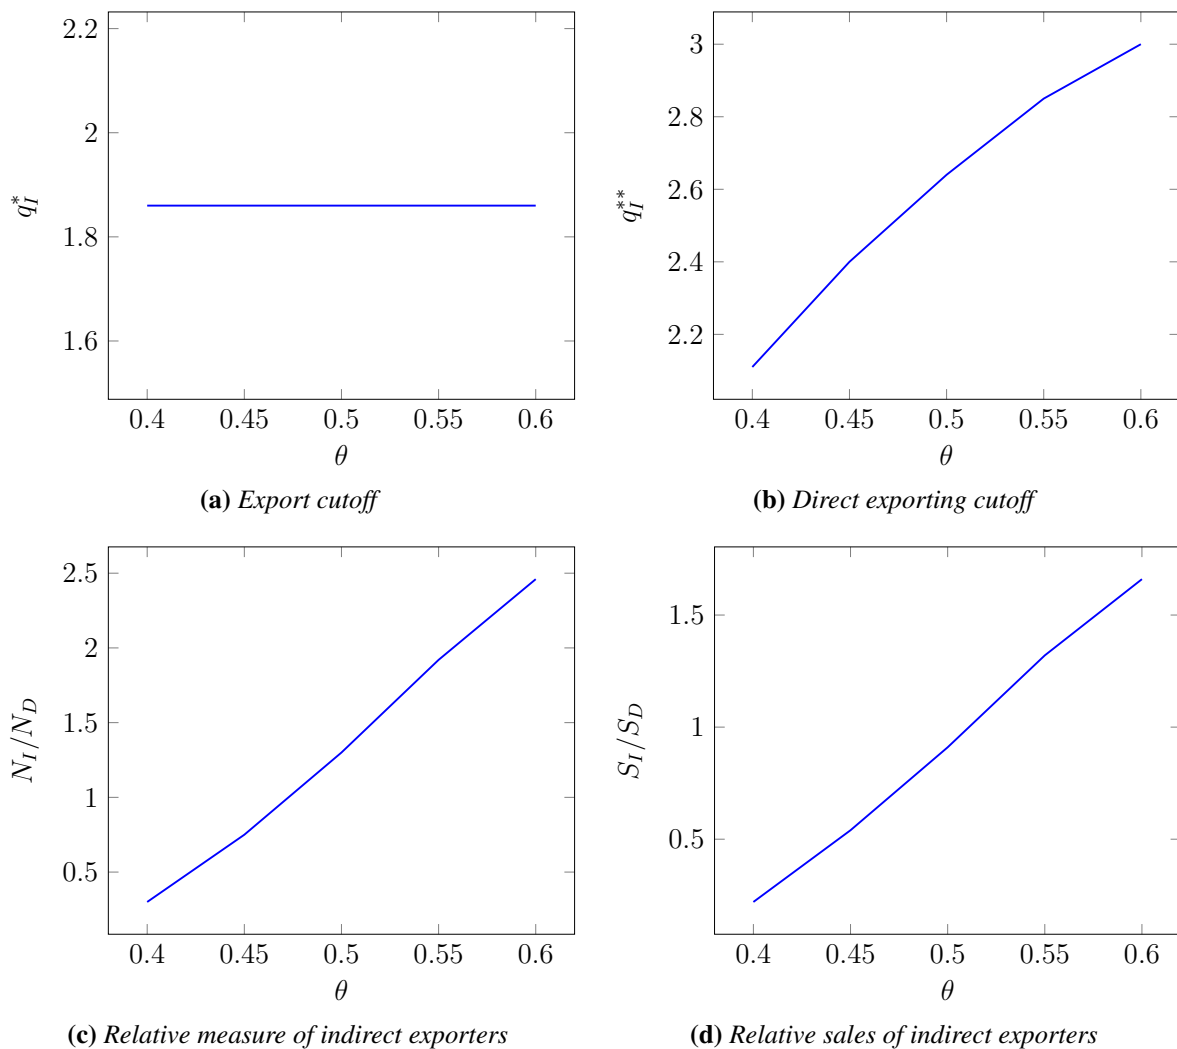 2.2
2
1.8
1.6
q_I^*
0.4 0.45 0.5 0.55 0.6
θ
(a) Export cutoff
3
2.8
2.6
2.4
2.2
q_I^{**}
0.4 0.45 0.5 0.55 0.6
θ
(b) Direct exporting cutoff
2.5
2
1.5
1
0.5
N_I/N_D
0.4 0.45 0.5 0.55 0.6
θ
(c) Relative measure of indirect exporters
1.5
1
0.5
S_I/S_D
0.4 0.45 0.5 0.55 0.6
θ
(d) Relative sales of indirect exporters